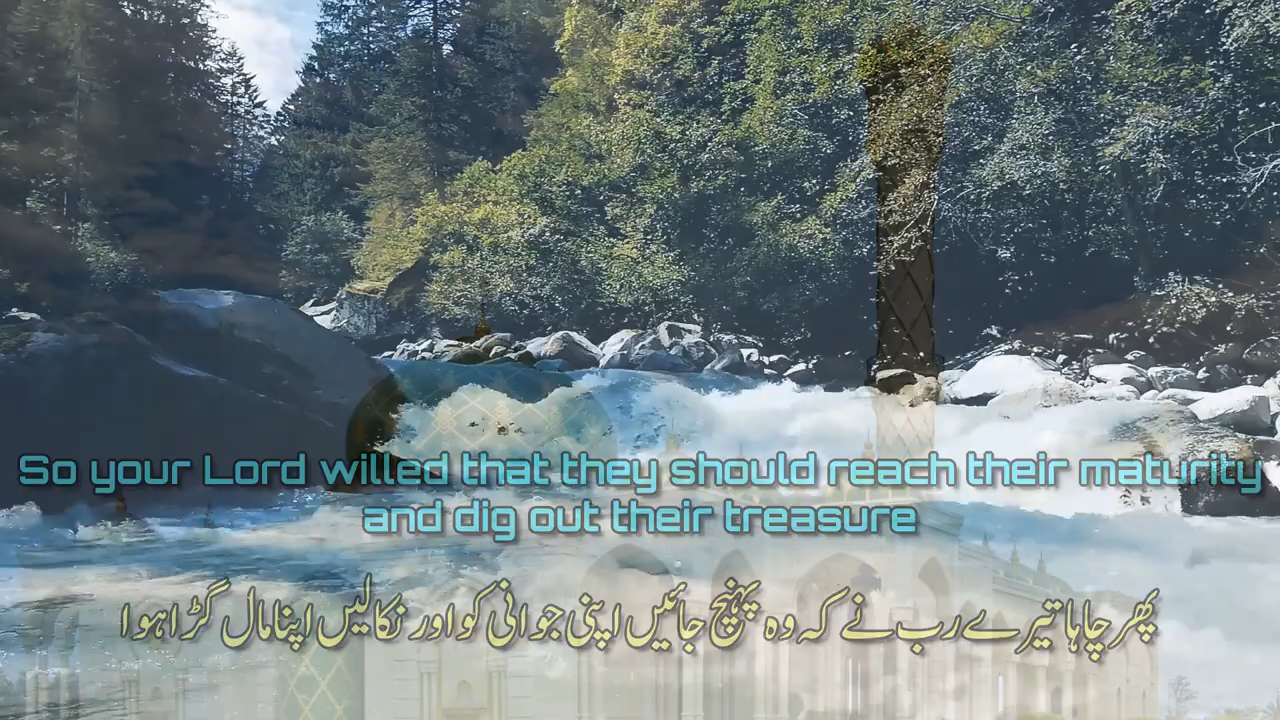 So your Lord willed that they should reach their maturity
and dig out their treasure
پھر چاہا تیرے رب نے کہ وہ پہنچ جائیں اپنی جوانی کو اور نکالیں اپنا مال گڑا ہوا